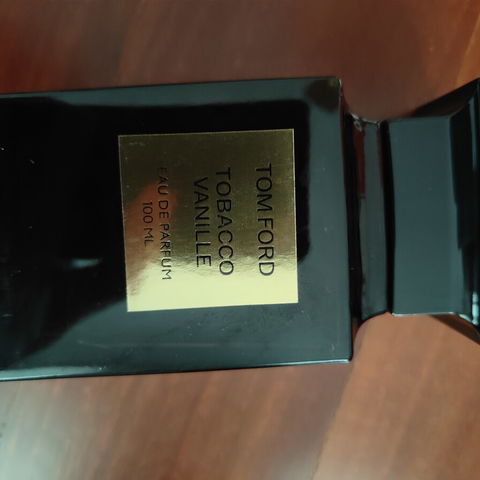 TOM FORD
TOBACCO
VANILLE
EAU DE PARFUM
100 ML